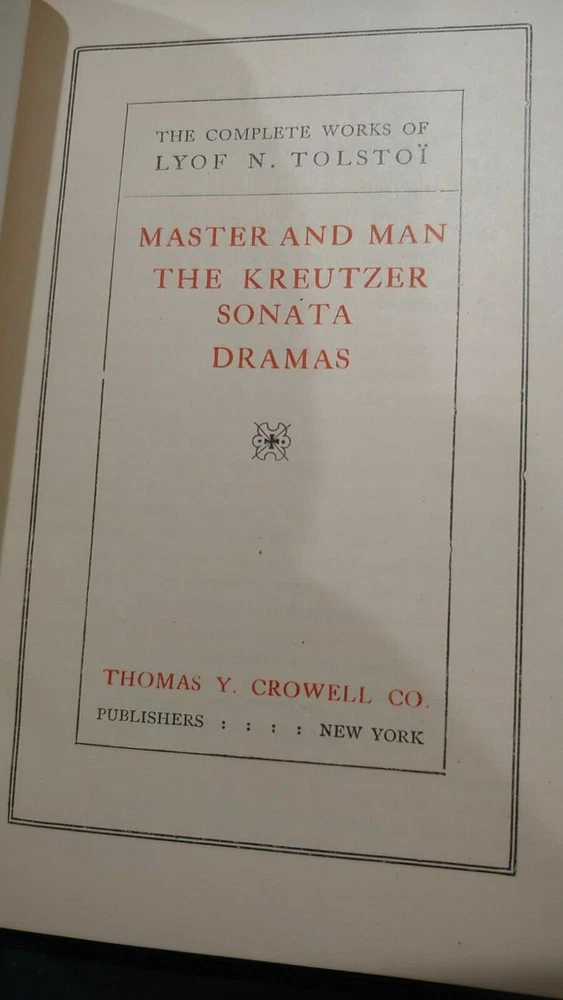 THE COMPLETE WORKS OF
LYOF N. TOLSTOÏ
MASTER AND MAN
THE KREUTZER
SONATA
DRAMAS
THOMAS Y. CROWELL CO.
PUBLISHERS : : : : NEW YORK